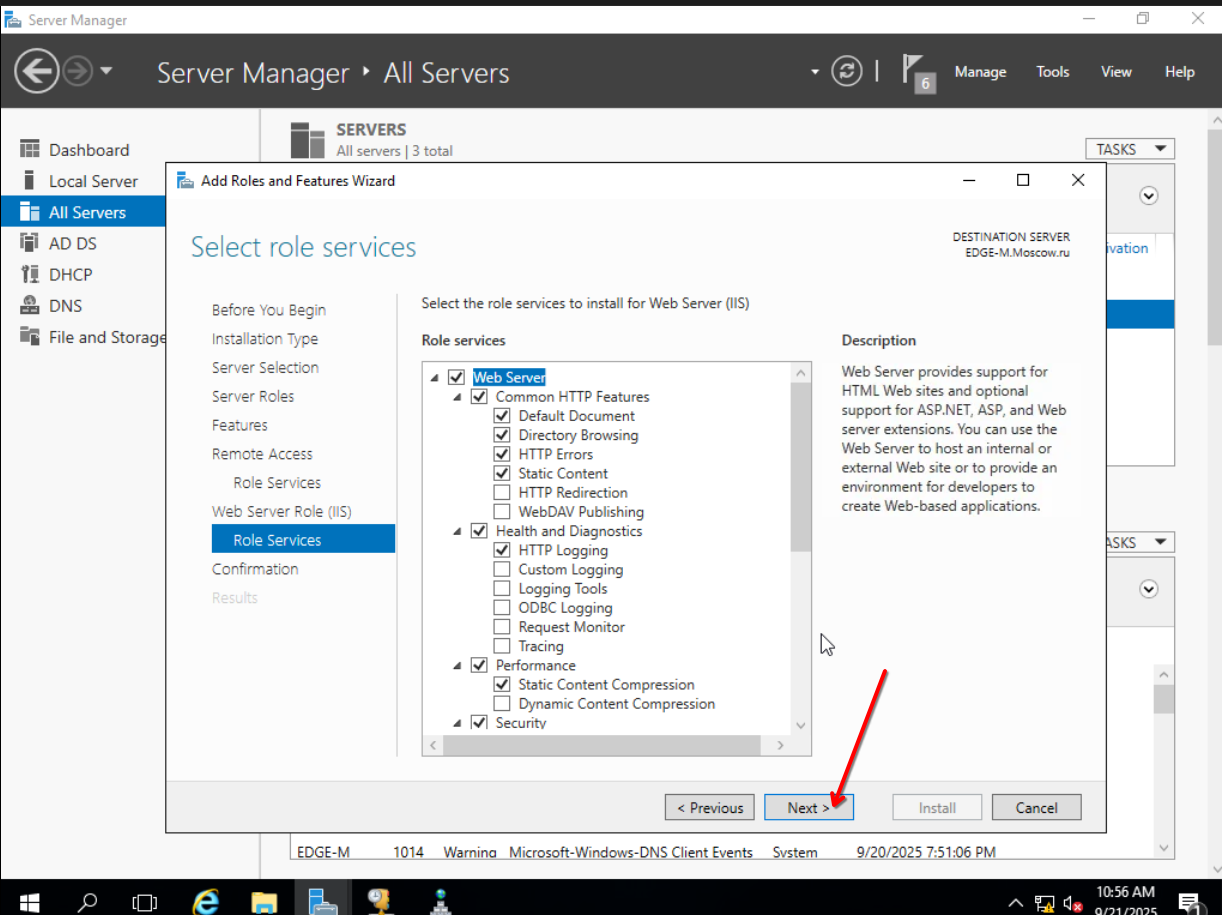 Server Manager
Server Manager ‣ All Servers
6
Manage
Tools
View
Help
Dashboard
Local Server
All Servers
AD DS
DHCP
DNS
File and Storage
SERVERS
All servers | 3 total
TASKS
ivation
ASKS
Add Roles and Features Wizard
Select role services
DESTINATION SERVER
EDGE-M.Moscow.ru
Before You Begin
Installation Type
Server Selection
Server Roles
Features
Remote Access
Role Services
Web Server Role (IIS)
Role Services
Confirmation
Results
Select the role services to install for Web Server (IIS)
Role services
Web Server
Common HTTP Features
Default Document
Directory Browsing
HTTP Errors
Static Content
HTTP Redirection
WebDAV Publishing
Health and Diagnostics
HTTP Logging
Custom Logging
Logging Tools
ODBC Logging
Request Monitor
Tracing
Performance
Static Content Compression
Dynamic Content Compression
Security
Description
Web Server provides support for
HTML Web sites and optional
support for ASP.NET, ASP, and Web
server extensions. You can use the
Web Server to host an internal or
external Web site or to provide an
environment for developers to
create Web-based applications.
< Previous
Next >
Install
Cancel
EDGE-M 1014 Warning Microsoft-Windows-DNS Client Events System 9/20/2025 7:51:06 PM
10:56 AM
9/21/2025
1